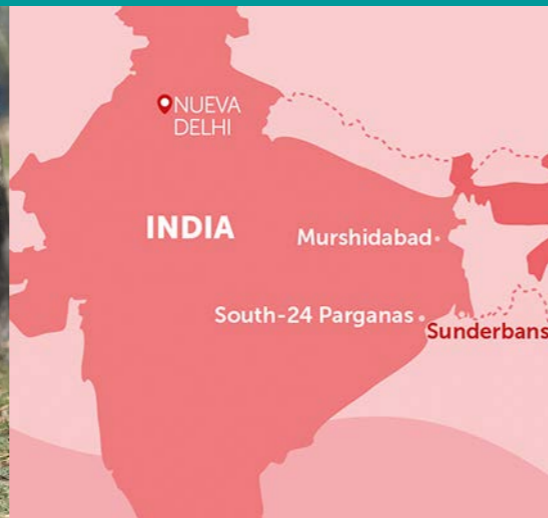 NUEVA
DELHI
INDIA
Murshidabad
South-24 Parganas
Sunderbans